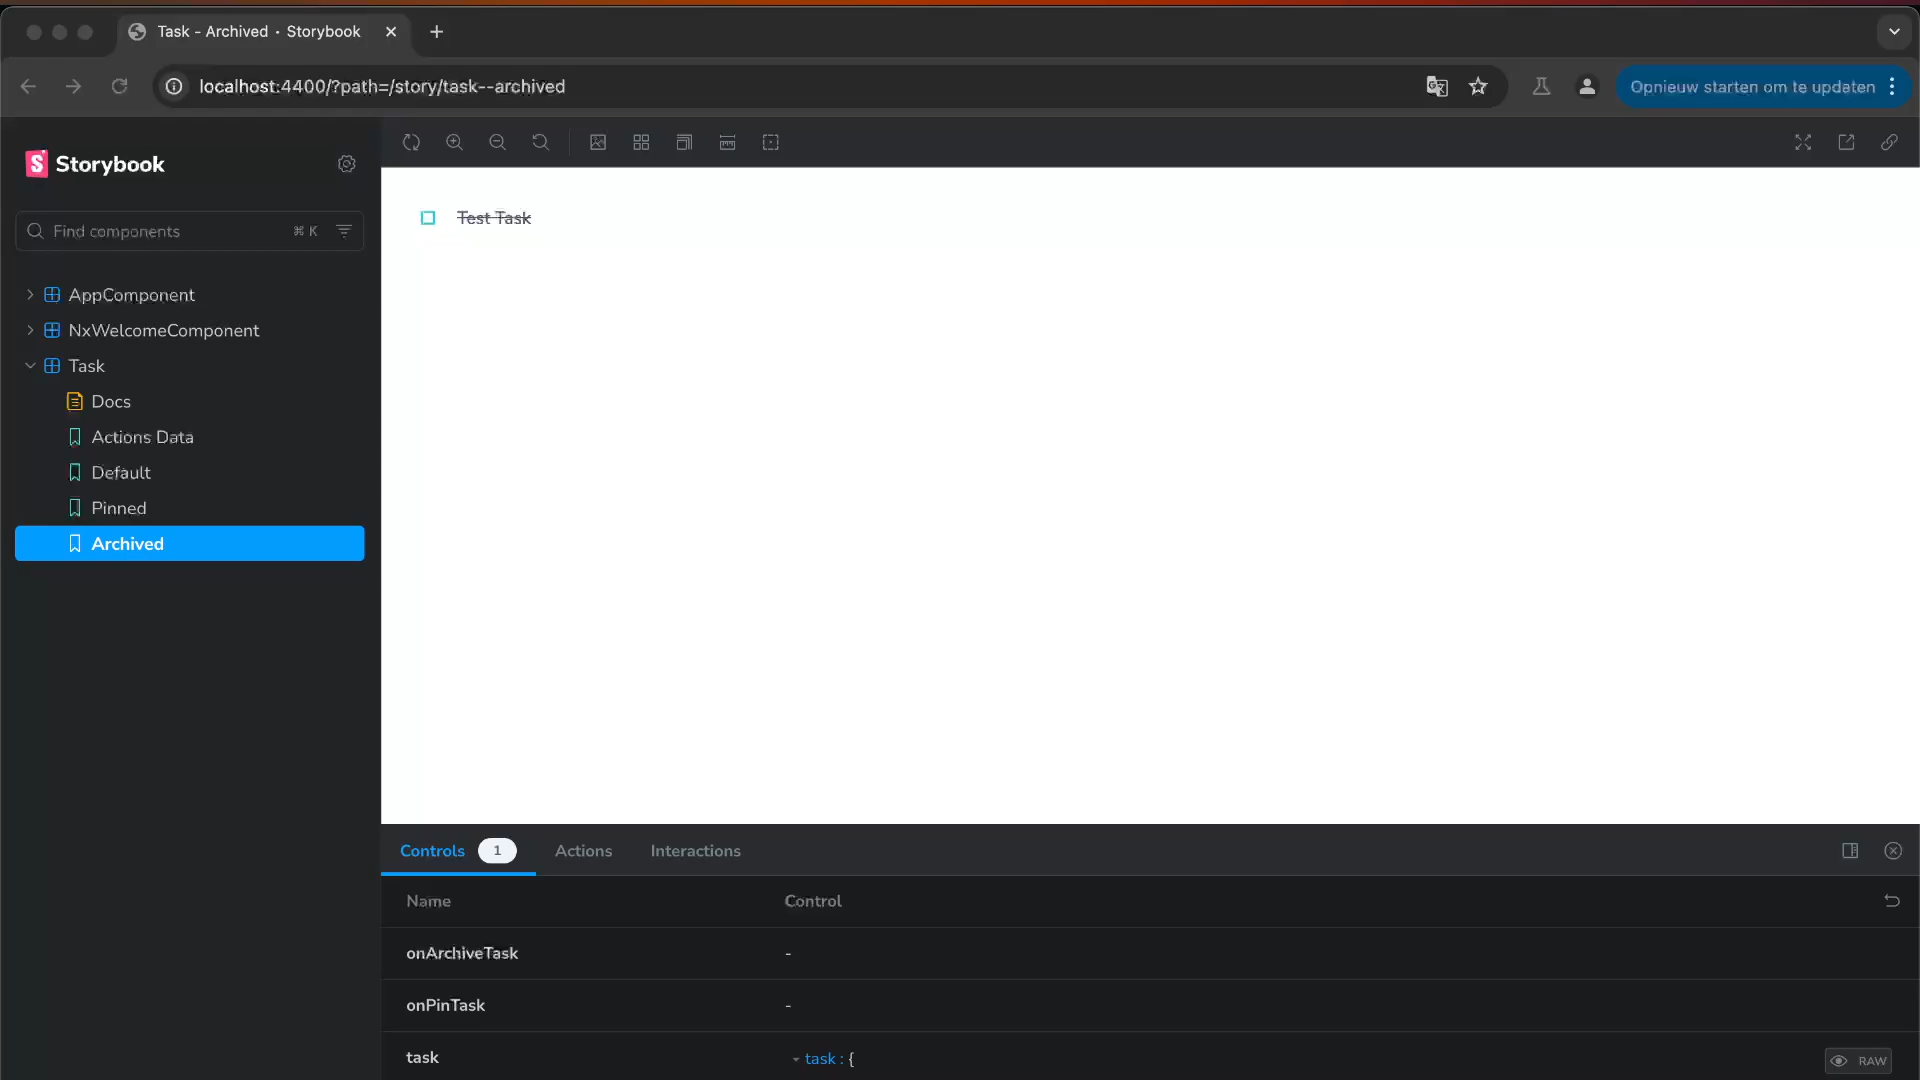 Task - Archived · Storybook
localhost:4400/?path=/story/task--archived
Opnieuw starten om te updaten
Storybook
Find components
⌘ K
AppComponent
NxWelcomeComponent
Task
Docs
Actions Data
Default
Pinned
Archived
Test Task
Controls 1 Actions Interactions
Name Control
onArchiveTask -
onPinTask -
task task : {
RAW